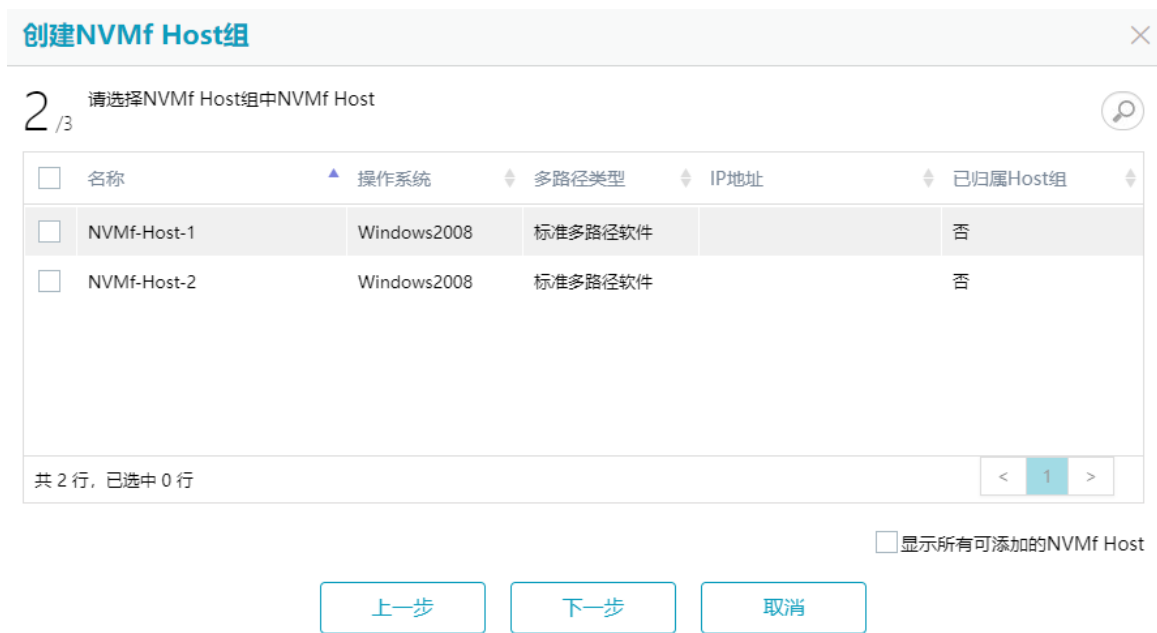 创建NVMf Host组
2/3 请选择NVMf Host组中NVMf Host
名称 操作系统 多路径类型 IP地址 已归属Host组
NVMf-Host-1 Windows2008 标准多路径软件 否
NVMf-Host-2 Windows2008 标准多路径软件 否
共 2 行，已选中 0 行 < 1 >
显示所有可添加的NVMf Host
上一步 下一步 取消